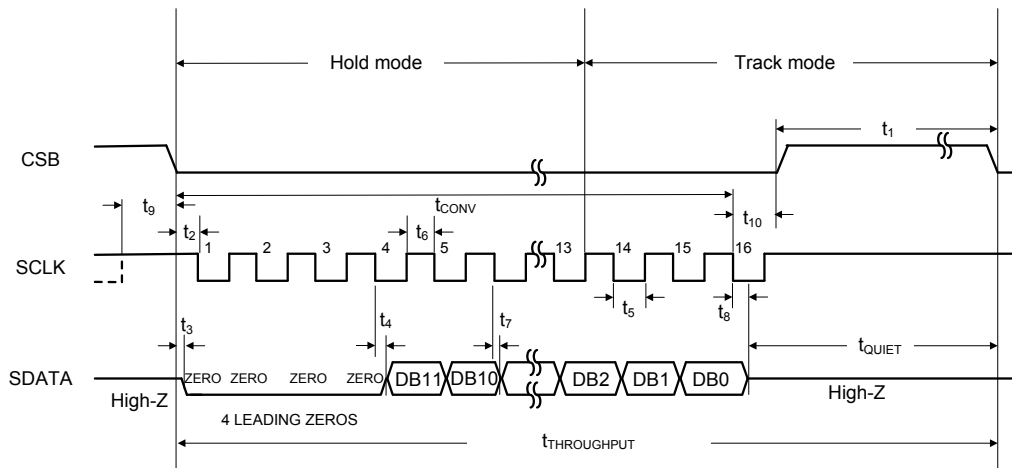 Hold mode
Track mode
CSB
t1
t9
tCONV
t10
t2
t6
SCLK
1 2 3 4 5 13 14 15 16
t5
t8
t3
t4
t7
tQUIET
SDATA
ZERO ZERO ZERO ZERO DB11 DB10 DB2 DB1 DB0
High-Z
High-Z
4 LEADING ZEROS
tTHROUGHPUT